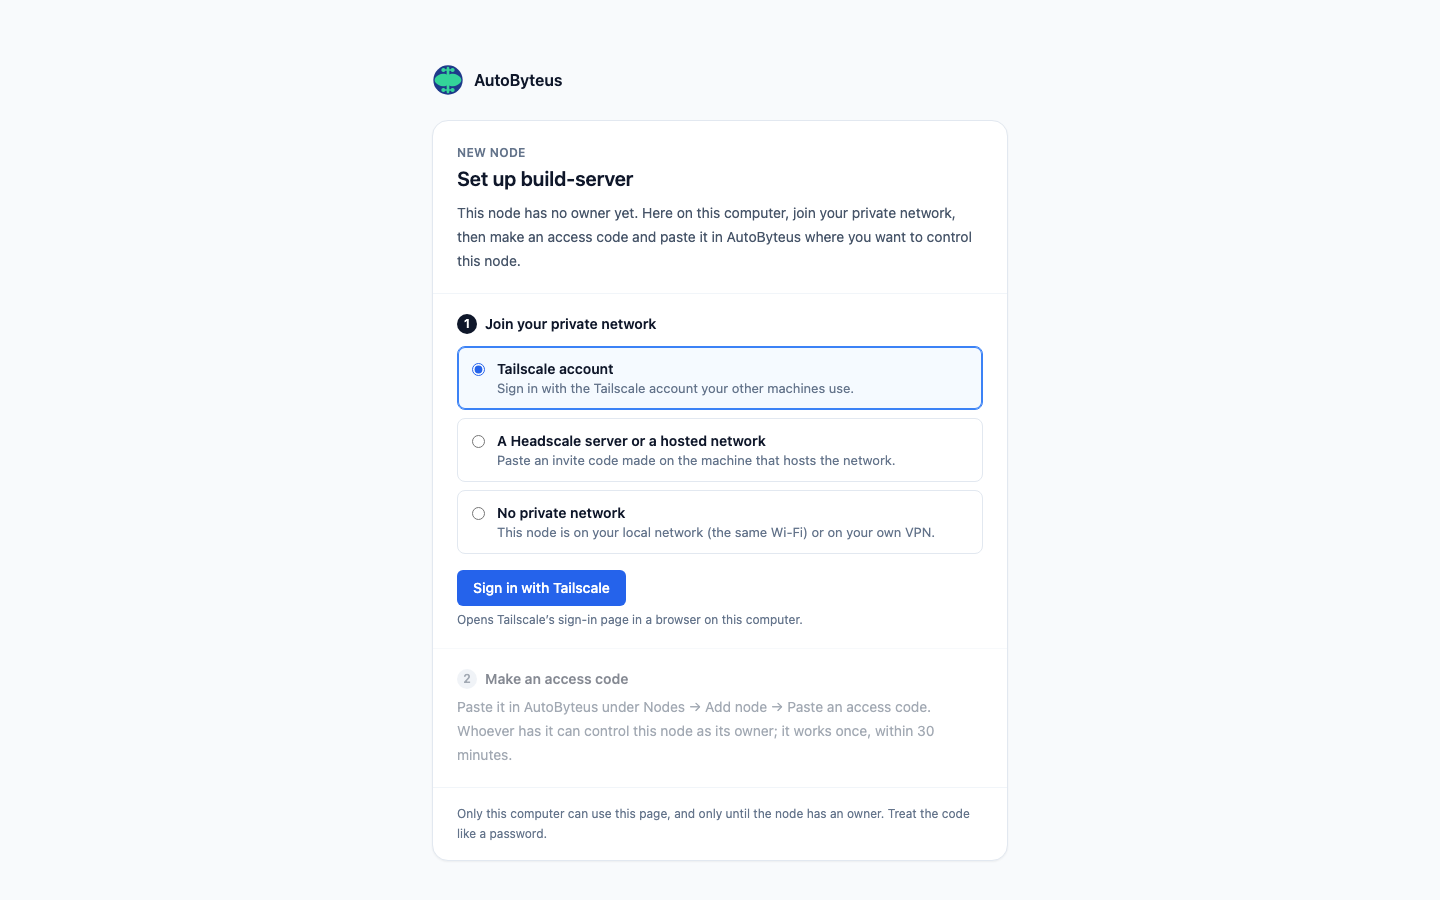 AutoByteus
NEW NODE
Set up build-server
This node has no owner yet. Here on this computer, join your private network,
then make an access code and paste it in AutoByteus where you want to control
this node.
1 Join your private network
Tailscale account
Sign in with the Tailscale account your other machines use.
A Headscale server or a hosted network
Paste an invite code made on the machine that hosts the network.
No private network
This node is on your local network (the same Wi-Fi) or on your own VPN.
Sign in with Tailscale
Opens Tailscale's sign-in page in a browser on this computer.
2 Make an access code
Paste it in AutoByteus under Nodes → Add node → Paste an access code.
Whoever has it can control this node as its owner; it works once, within 30
minutes.
Only this computer can use this page, and only until the node has an owner. Treat the code
like a password.